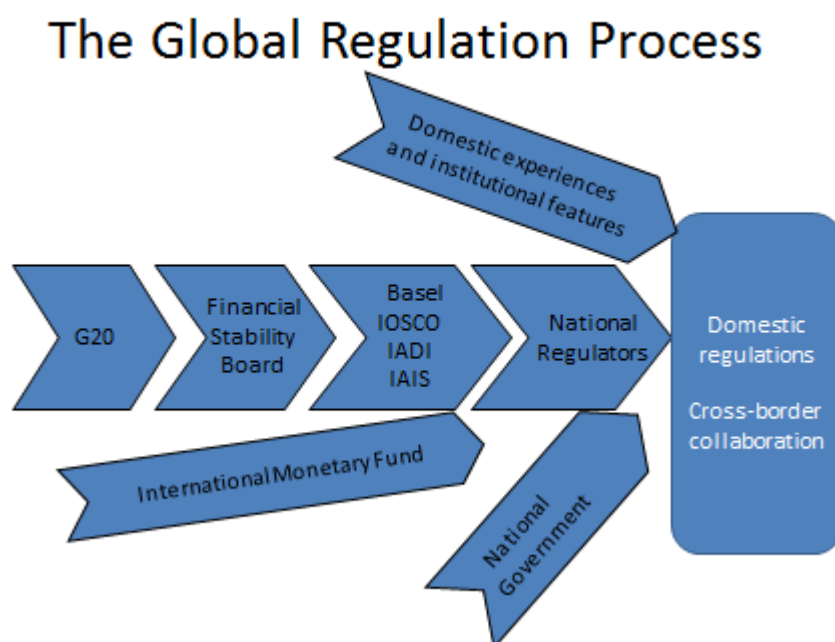 The Global Regulation Process
Domestic experiences
and institutional features
G20
Financial
Stability
Board
Basel
IOSCO
IADI
IAIS
National
Regulators
Domestic
regulations
Cross-border
collaboration
International Monetary Fund
National
Government